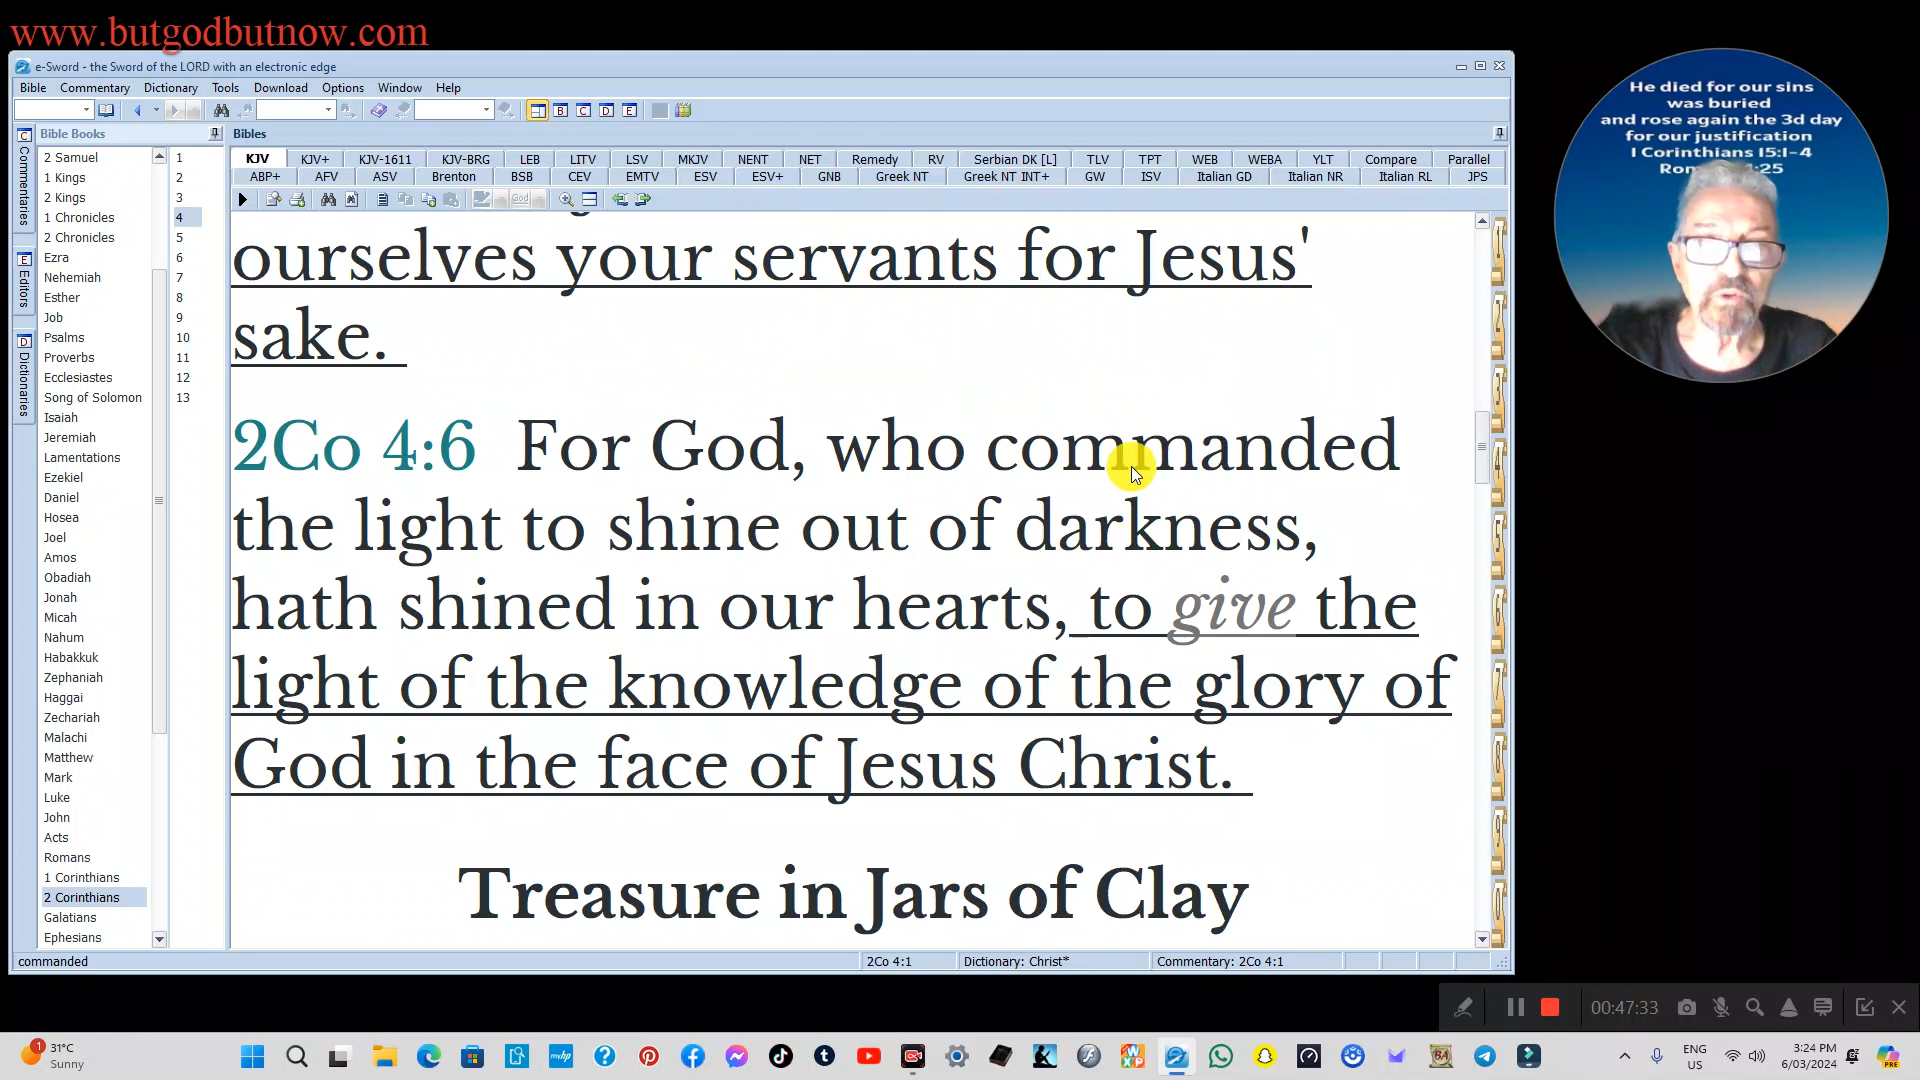 www.butgodbutnow.com
e-Sword - the Sword of the LORD with an electronic edge
Bible Commentary Dictionary Tools Download Options Window Help
Bible Books
Bibles
Commentaries
Editors
Dictionaries
2 Samuel 1
1 Kings 2
2 Kings 3
1 Chronicles 4
2 Chronicles 5
Ezra 6
Nehemiah 7
Esther 8
Job 9
Psalms 10
Proverbs 11
Ecclesiastes 12
Song of Solomon 13
Isaiah
Jeremiah
Lamentations
Ezekiel
Daniel
Hosea
Joel
Amos
Obadiah
Jonah
Micah
Nahum
Habakkuk
Zephaniah
Haggai
Zechariah
Malachi
Matthew
Mark
Luke
John
Acts
Romans
1 Corinthians
2 Corinthians
Galatians
Ephesians
KJV KJV+ KJV-1611 KJV-BRG LEB LITV LSV MKJV NENT NET Remedy RV Serbian DK [L] TLV TPT WEB WEBA YLT Compare Parallel
ABP+ AFV ASV Brenton BSB CEV EMTV ESV ESV+ GNB Greek NT Greek NT INT+ GW ISV Italian GD Italian NR Italian RL JPS
ourselves your servants for Jesus'
sake.
2Co 4:6 For God, who commanded
the light to shine out of darkness,
hath shined in our hearts, to give the
light of the knowledge of the glory of
God in the face of Jesus Christ.
Treasure in Jars of Clay
commanded 2Co 4:1 Dictionary: Christ* Commentary: 2Co 4:1
He died for our sins
was buried
and rose again the 3d day
for our justification
1 Corinthians 15:1-4
25
00:47:33
31°C
Sunny
ENG
US
3:24 PM
6/03/2024